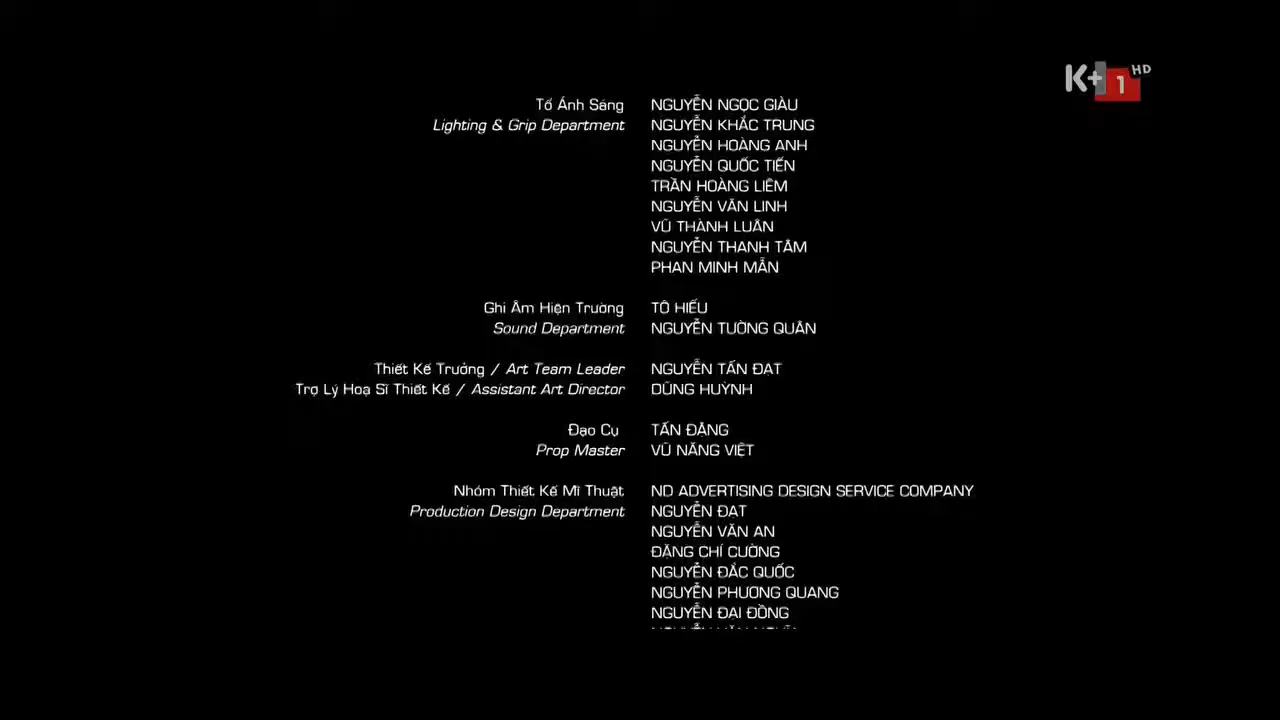 K+ 1 HD
Tổ Ánh Sáng NGUYỄN NGỌC GIÀU
Lighting & Grip Department NGUYỄN KHẮC TRUNG
NGUYỄN HOÀNG ANH
NGUYỄN QUỐC TIẾN
TRẦN HOÀNG LIÊM
NGUYỄN VĂN LINH
VŨ THÀNH LUÂN
NGUYỄN THANH TÂM
PHAN MINH MẪN
Ghi Âm Hiện Trường TÔ HIẾU
Sound Department NGUYỄN TƯỜNG QUÂN
Thiết Kế Trưởng / Art Team Leader NGUYỄN TẤN ĐẠT
Trợ Lý Hoạ Sĩ Thiết Kế / Assistant Art Director DŨNG HUỲNH
Đạo Cụ TẤN ĐẶNG
Prop Master VŨ NĂNG VIỆT
Nhóm Thiết Kế Mĩ Thuật ND ADVERTISING DESIGN SERVICE COMPANY
Production Design Department NGUYỄN ĐẠT
NGUYỄN VĂN AN
ĐẶNG CHÍ CƯỜNG
NGUYỄN ĐẮC QUỐC
NGUYỄN PHƯƠNG QUANG
NGUYỄN ĐẠI ĐỒNG